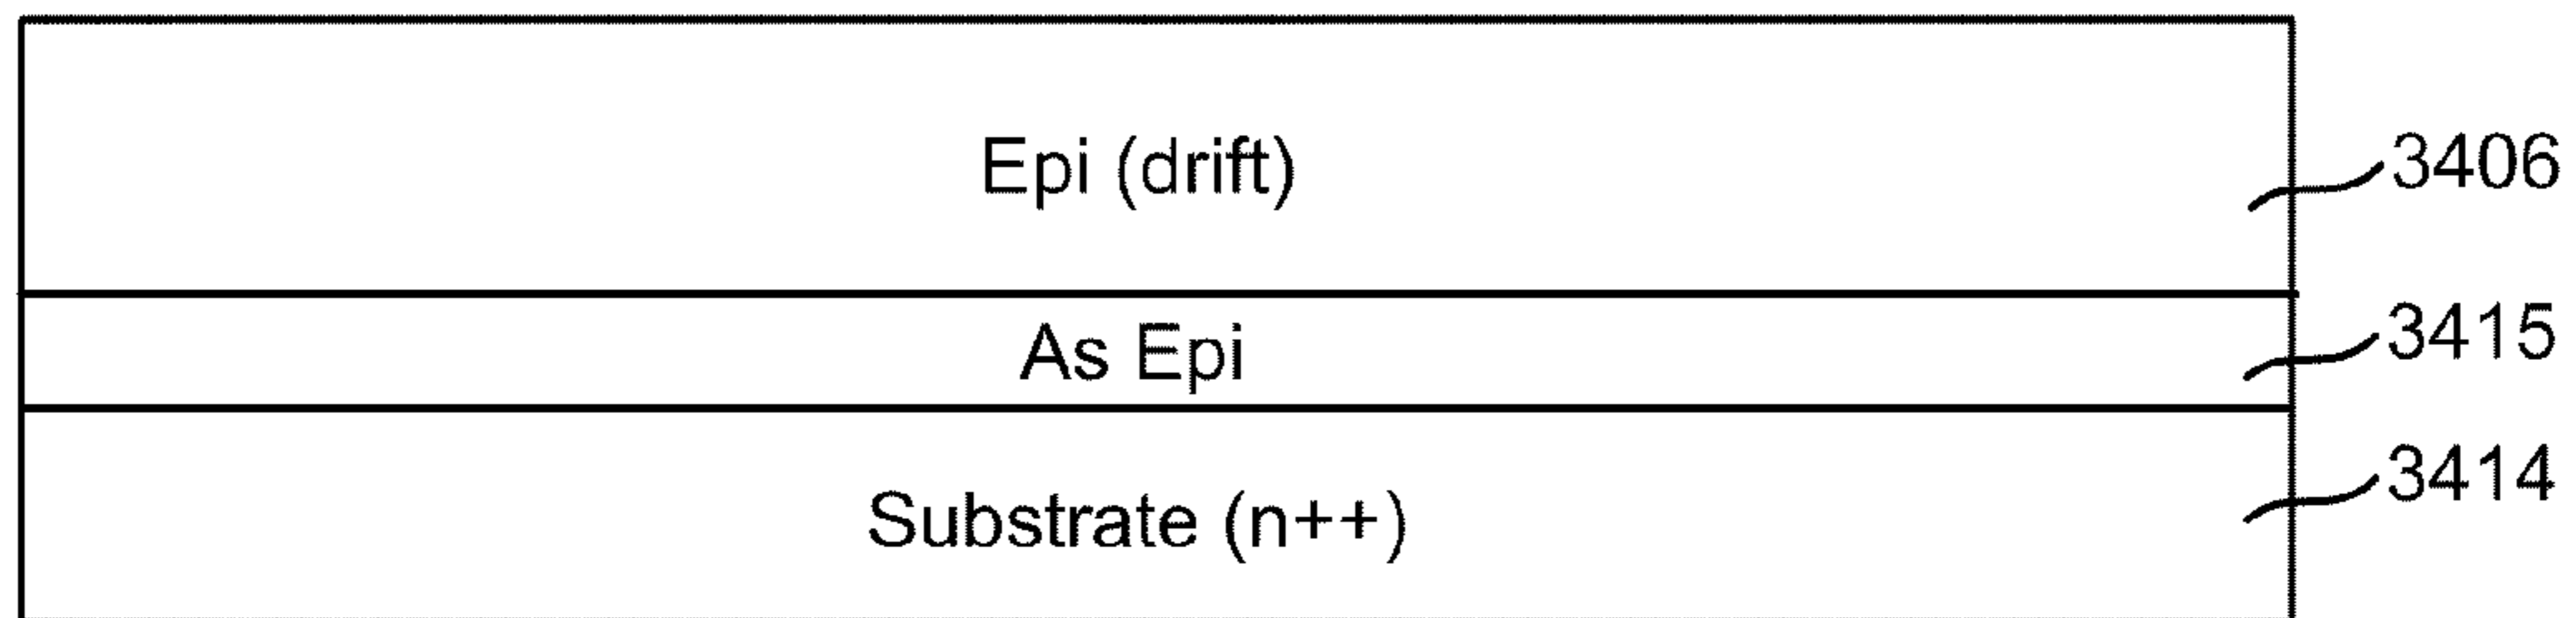 Epi (drift)
3406
As Epi
3415
Substrate (n++)
3414